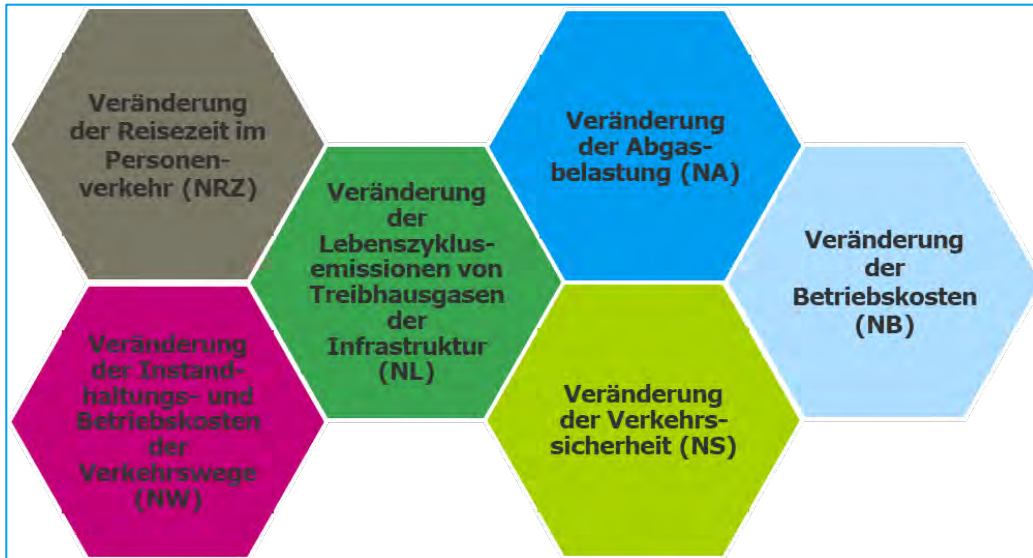 Veränderung
der Reisezeit im
Personen-
verkehr (NRZ)
Veränderung
der Instand-
haltungs- und
Betriebskosten
der
Verkehrswege
(NW)
Veränderung
der
Lebenszyklus-
emissionen von
Treibhausgasen
der
Infrastruktur
(NL)
Veränderung
der Abgas-
belastung (NA)
Veränderung
der Verkehrs-
sicherheit (NS)
Veränderung
der
Betriebskosten
(NB)